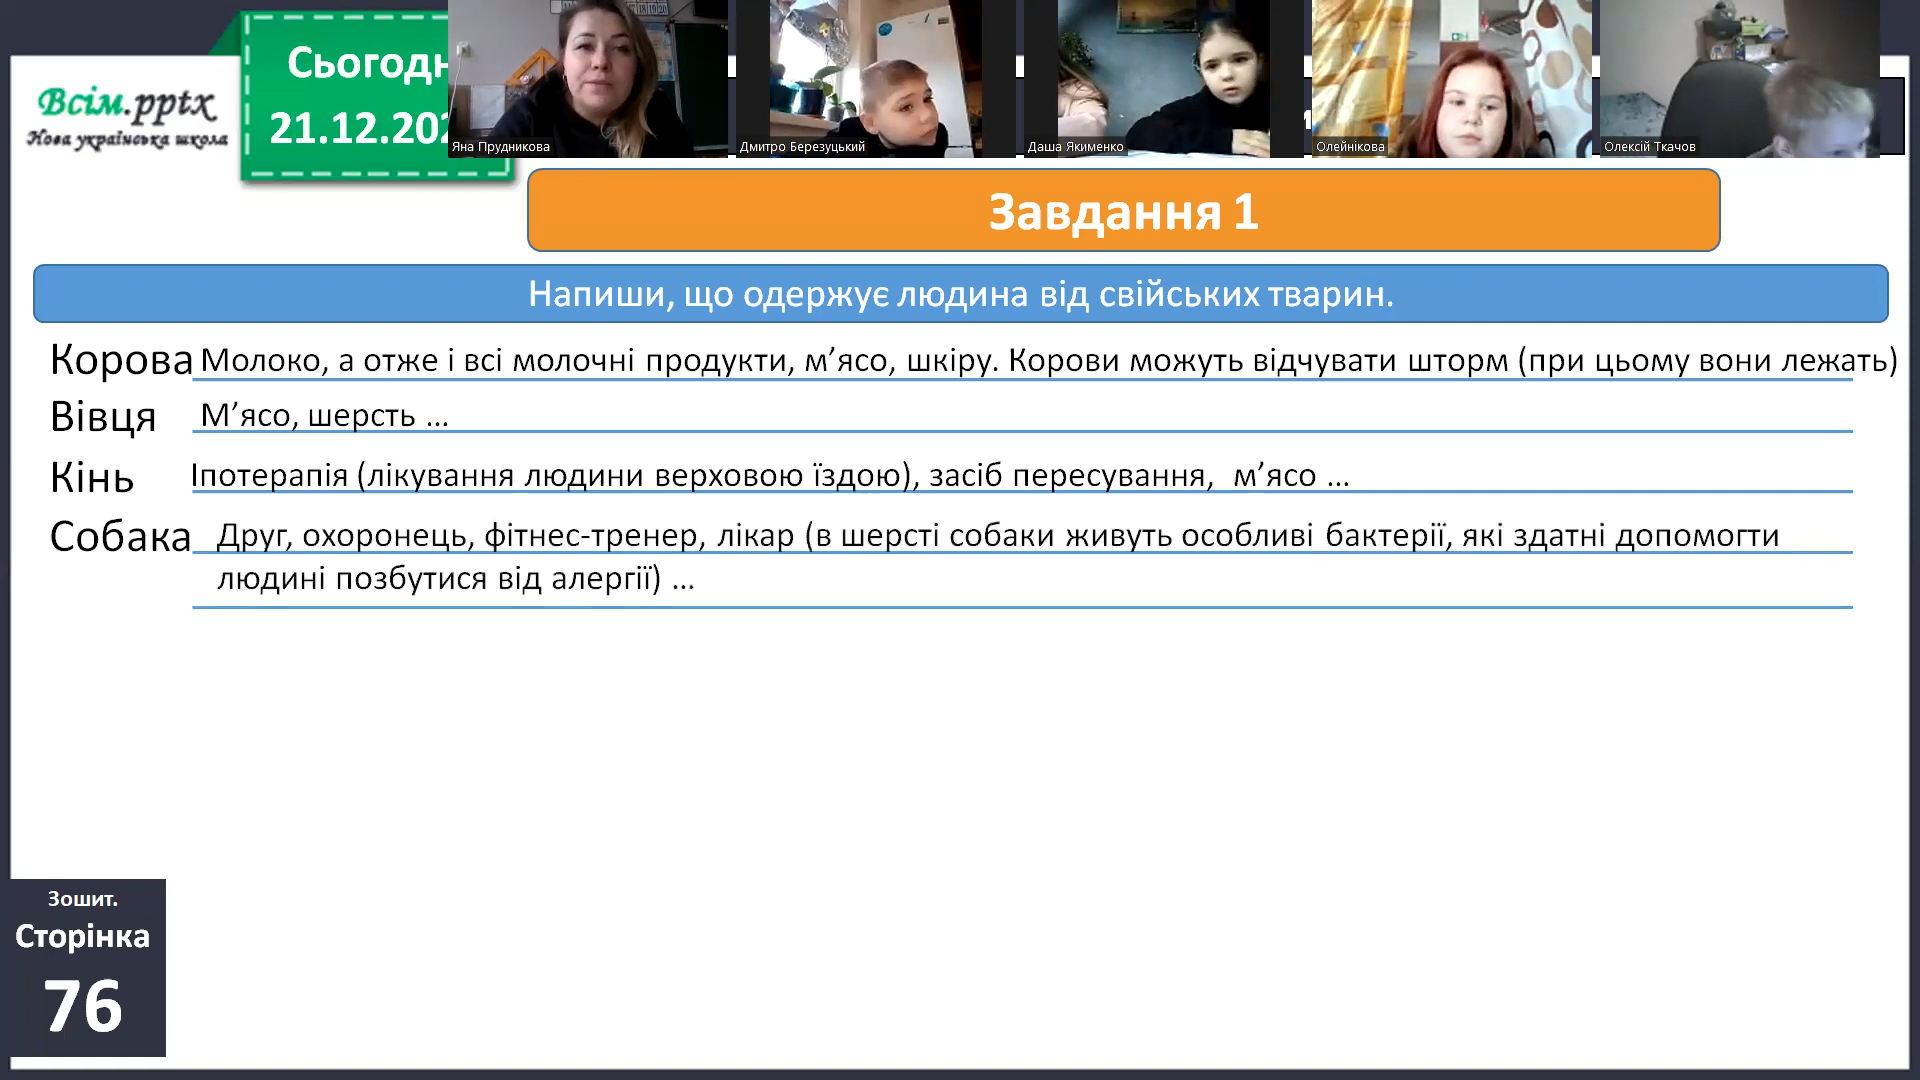 Всім.pptx
Нова українська школа
Сьогодн
21.12.202
Яна Прудникова
Дмитро Березуцький
Даша Якименко
Олейнікова
Олексій Ткачов
Завдання 1
Напиши, що одержує людина від свійських тварин.
Корова Молоко, а отже і всі молочні продукти, м’ясо, шкіру. Корови можуть відчувати шторм (при цьому вони лежать)
Вівця М’ясо, шерсть ...
Кінь Іпотерапія (лікування людини верховою їздою), засіб пересування, м’ясо ...
Собака Друг, охоронець, фітнес-тренер, лікар (в шерсті собаки живуть особливі бактерії, які здатні допомогти
людині позбутися від алергії) ...
Зошит.
Сторінка
76